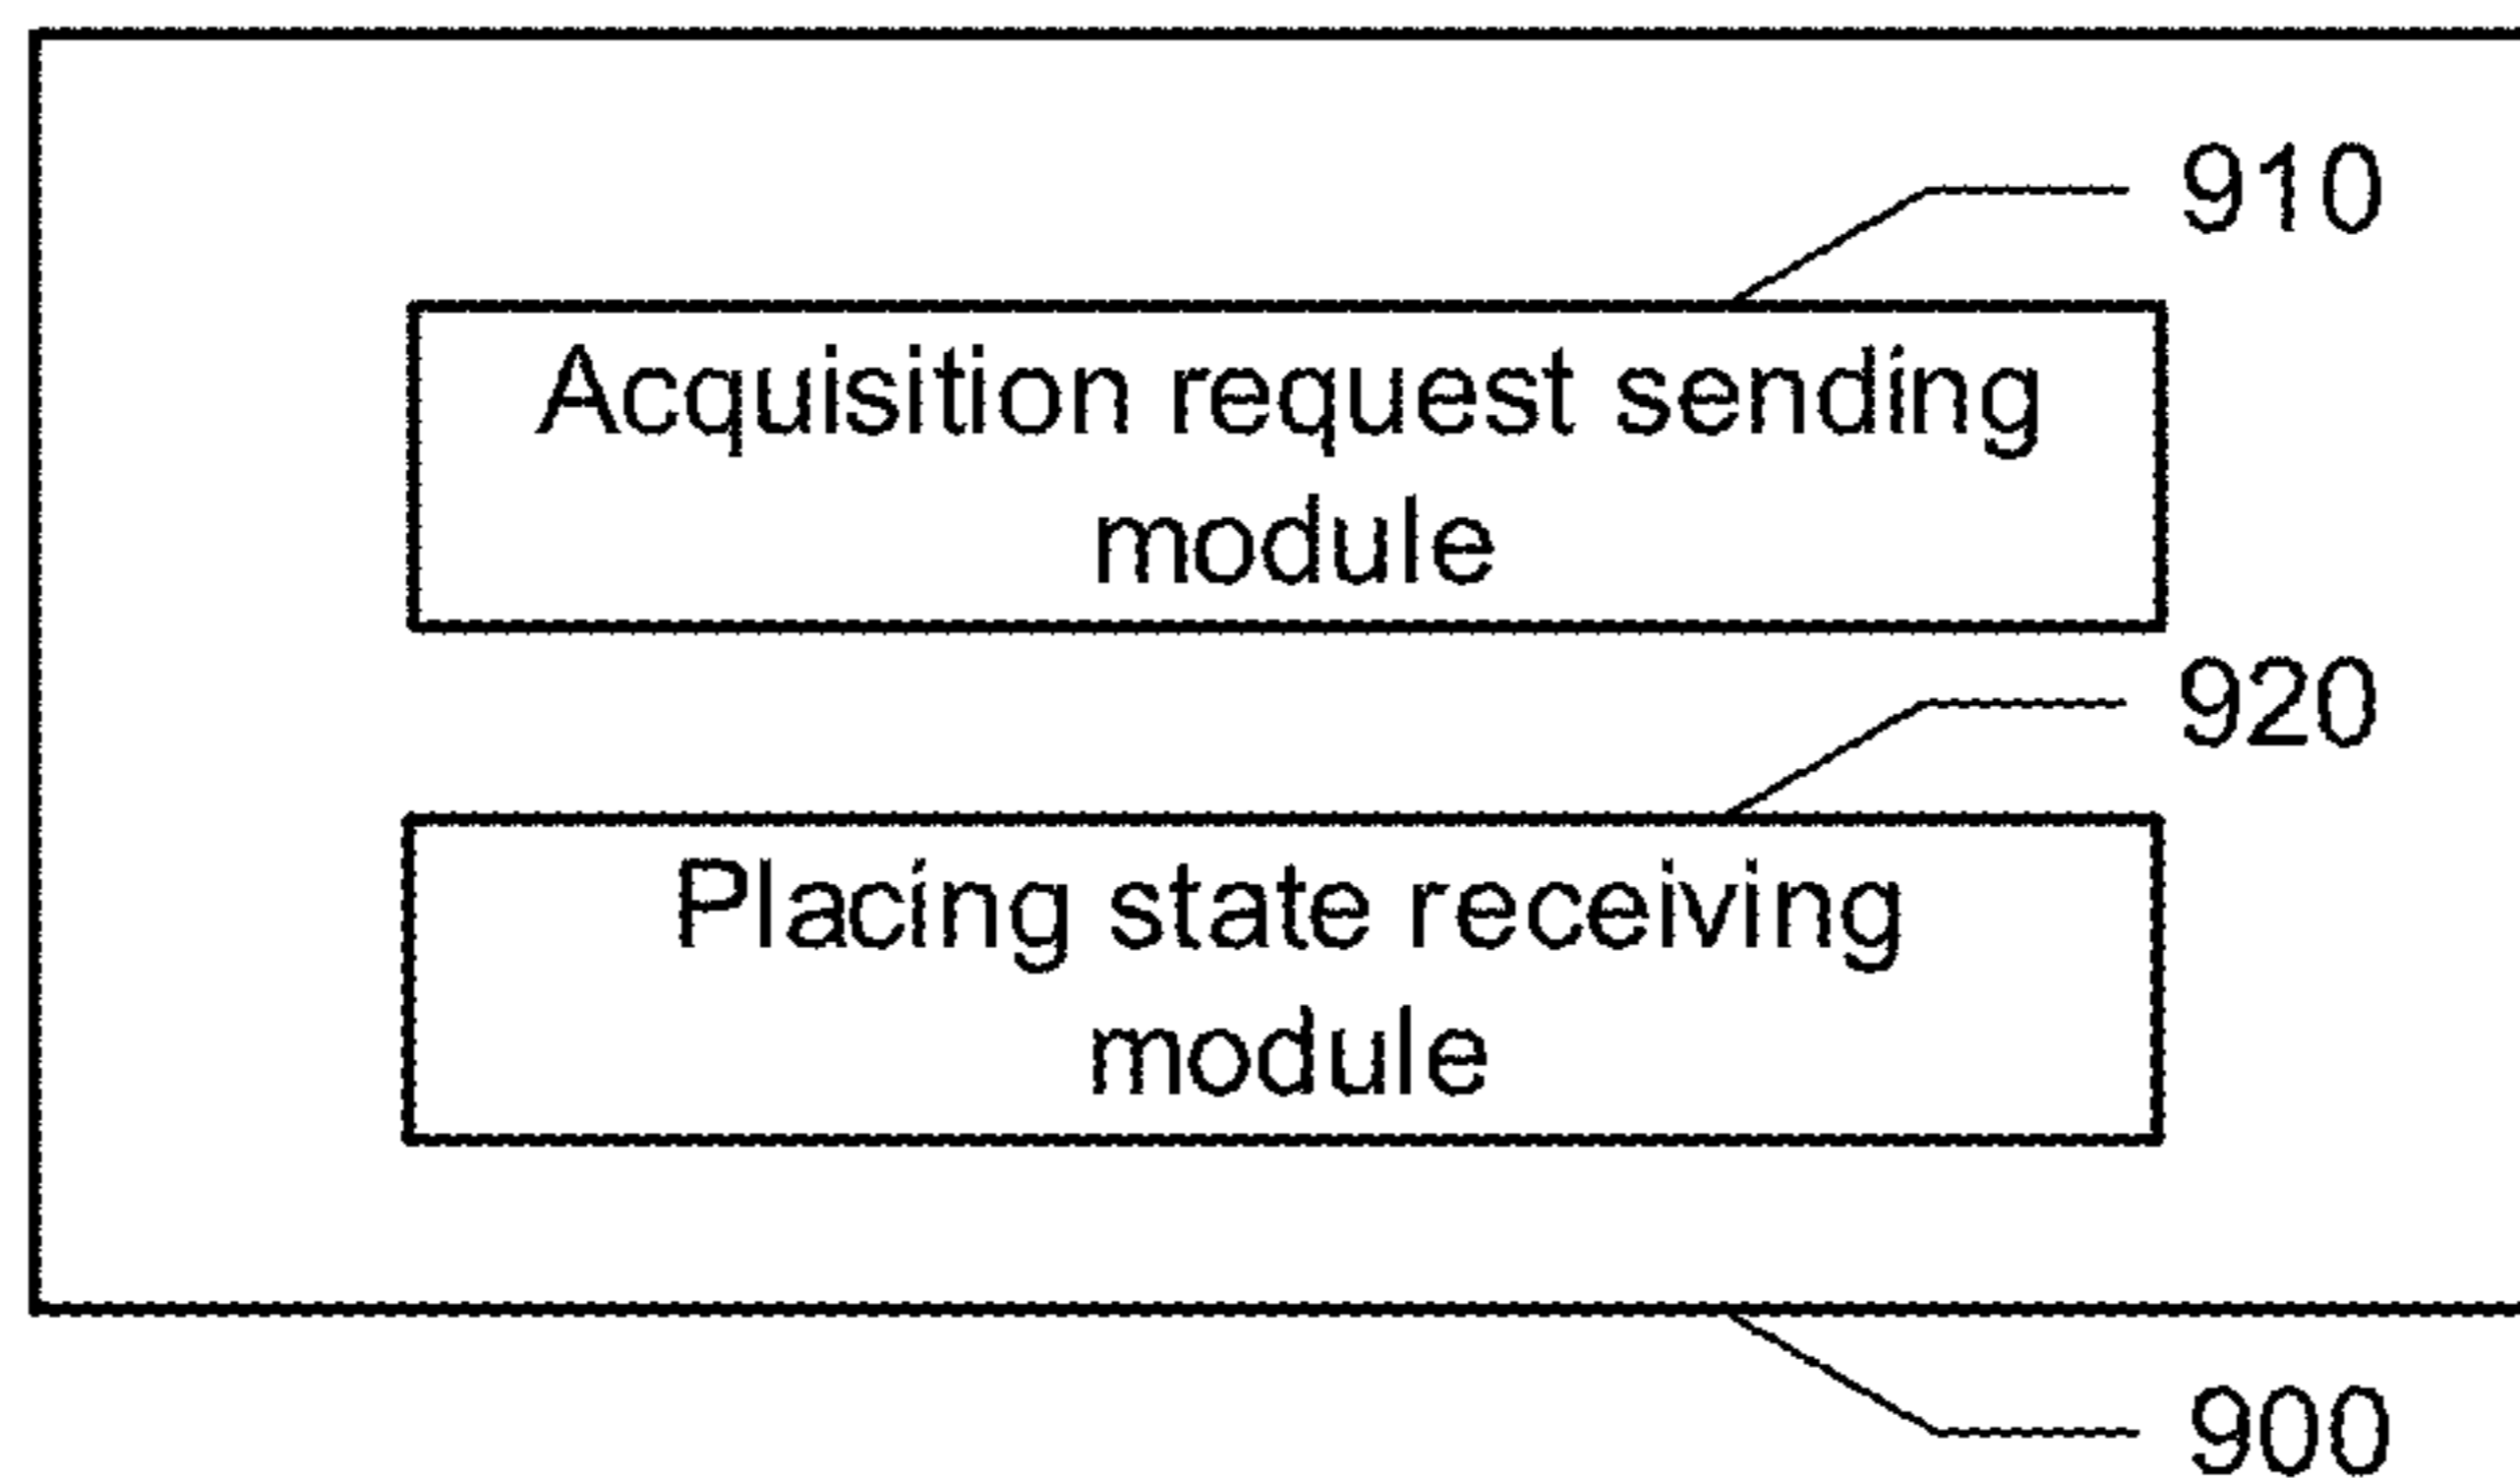 910
Acquisition request sending
module
920
Placing state receiving
module
900